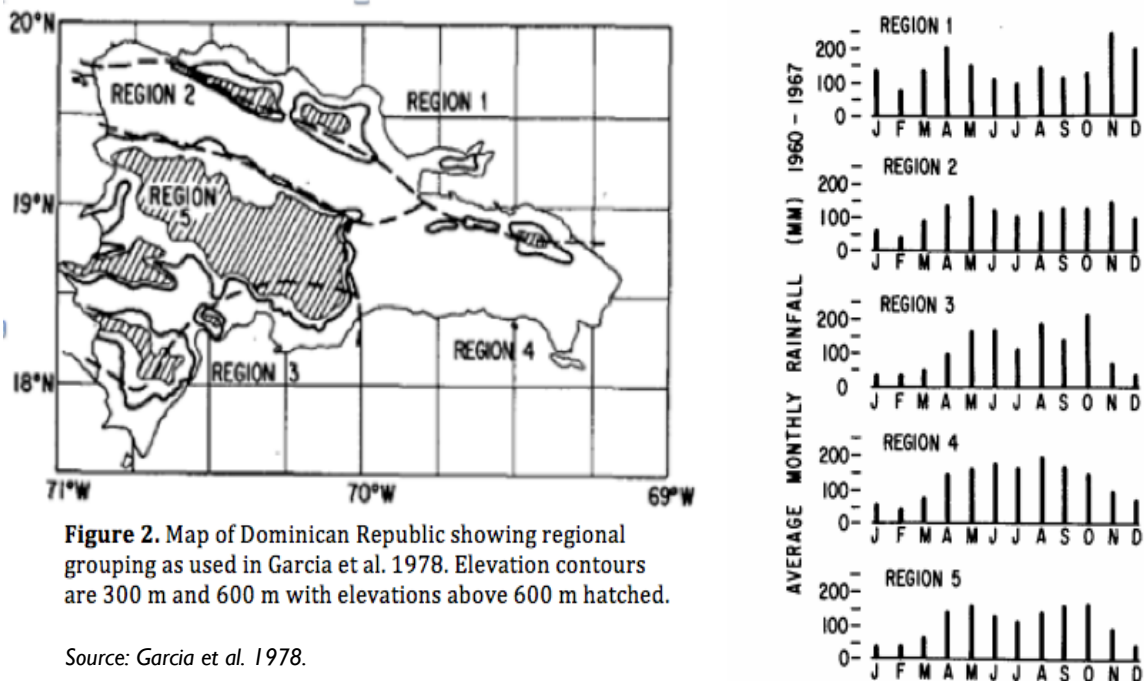 20°N
REGION 2
REGION 1
19°N
REGION
5
REGION 4
REGION 3
18°N
71°W
70°W
69°W
Figure 2. Map of Dominican Republic showing regional
grouping as used in Garcia et al. 1978. Elevation contours
are 300 m and 600 m with elevations above 600 m hatched.
Source: Garcia et al. 1978.
AVERAGE MONTHLY RAINFALL (MM) 1960-1967
REGION 1
200
100
0
J F M A M J J A S O N D
REGION 2
200
100
0
J F M A M J J A S O N D
REGION 3
200
100
0
J F M A M J J A S O N D
REGION 4
200
100
0
J F M A M J J A S O N D
REGION 5
200
100
0
J F M A M J J A S O N D